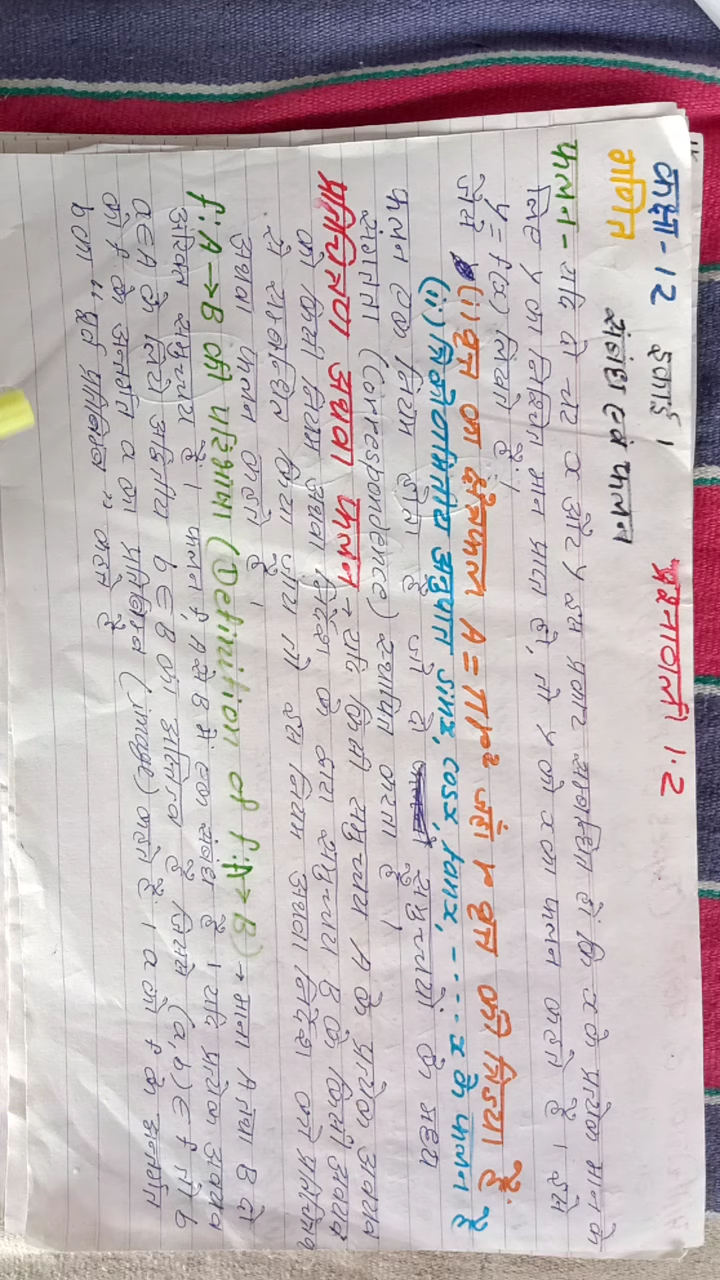 प्रश्नावली 1.2
कक्षा - 12 इकाई 1
गणित संबंध एवं फलन
फलन - यदि दो चर x और y इस प्रकार सम्बन्धित हों कि x के प्रत्येक मान के
लिए y का निश्चित मान प्राप्त हो, तो y को x का फलन कहते हैं। इसे
y = f(x) लिखते हैं।
जैसे (i) वृत्त का क्षेत्रफल A = πr² जहाँ r वृत्त की त्रिज्या है
(ii) त्रिकोणमितीय अनुपात sinx, cosx, tanx, ----- x के फलन हैं
फलन एक नियम होता है जो दो समुच्चयों के मध्य
संगतता (Correspondence) स्थापित करता है।
प्रतिचित्रण अथवा फलन → यदि किसी समुच्चय A के प्रत्येक अवयव
को किसी नियम अथवा निर्देश के द्वारा समुच्चय B के किसी अवयव
से सम्बन्धित किया जाय तो इस नियम अथवा निर्देश को प्रतिचित्रण
अथवा फलन कहते हैं।
f:A→B की परिभाषा (Definition of f:A→B) → माना A तथा B दो
अरिक्त समुच्चय हैं। फलन f, A से B में एक संबंध है। यदि प्रत्येक अवयव
a∈A के लिये अद्वितीय b∈B का अस्तित्व है जिससे (a,b)∈f तो b
को f के अन्तर्गत a का प्रतिबिम्ब (image) कहते हैं। a को f के अन्तर्गत
b का "पूर्व प्रतिबिम्ब" कहते हैं